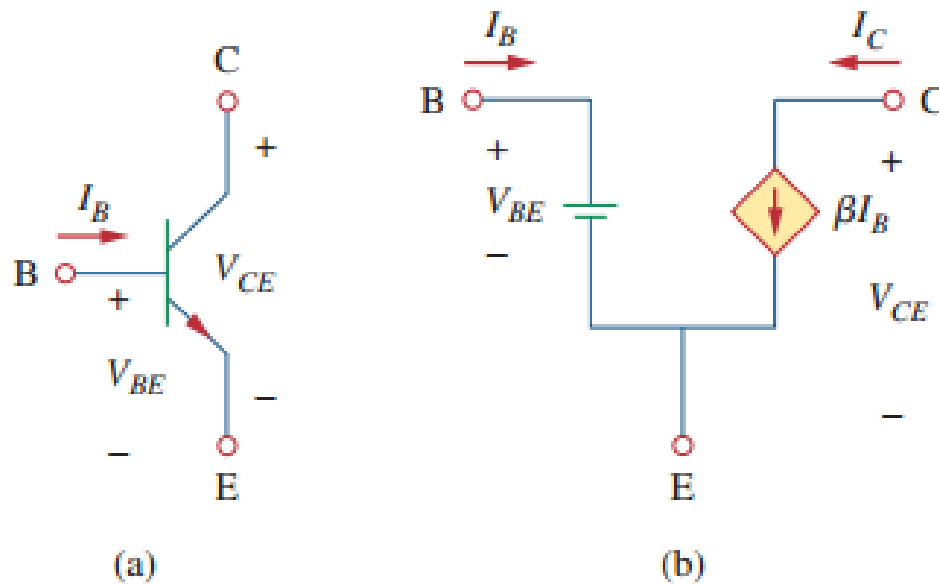 C
+
I_B
B
+
V_CE
V_BE
−
−
E
(a)
I_B
I_C
B
C
+
+
V_BE
βI_B
−
V_CE
−
E
(b)